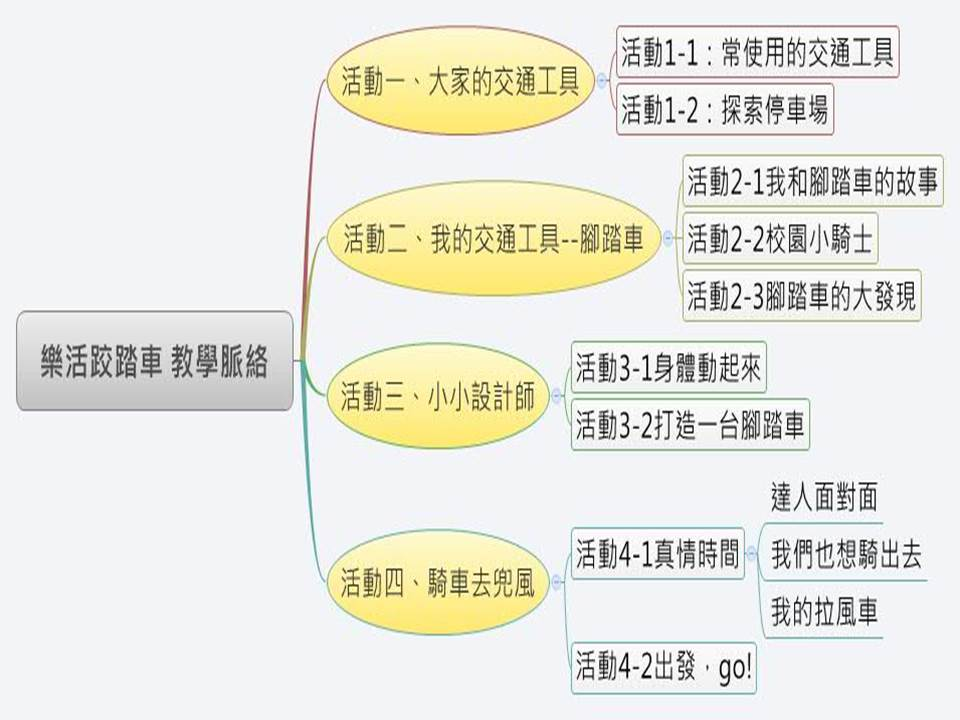 樂活跤踏車 教學脈絡
活動一、大家的交通工具
活動1-1：常使用的交通工具
活動1-2：探索停車場
活動二、我的交通工具--腳踏車
活動2-1我和腳踏車的故事
活動2-2校園小騎士
活動2-3腳踏車的大發現
活動三、小小設計師
活動3-1身體動起來
活動3-2打造一台腳踏車
活動四、騎車去兜風
活動4-1真情時間
達人面對面
我們也想騎出去
我的拉風車
活動4-2出發，go!